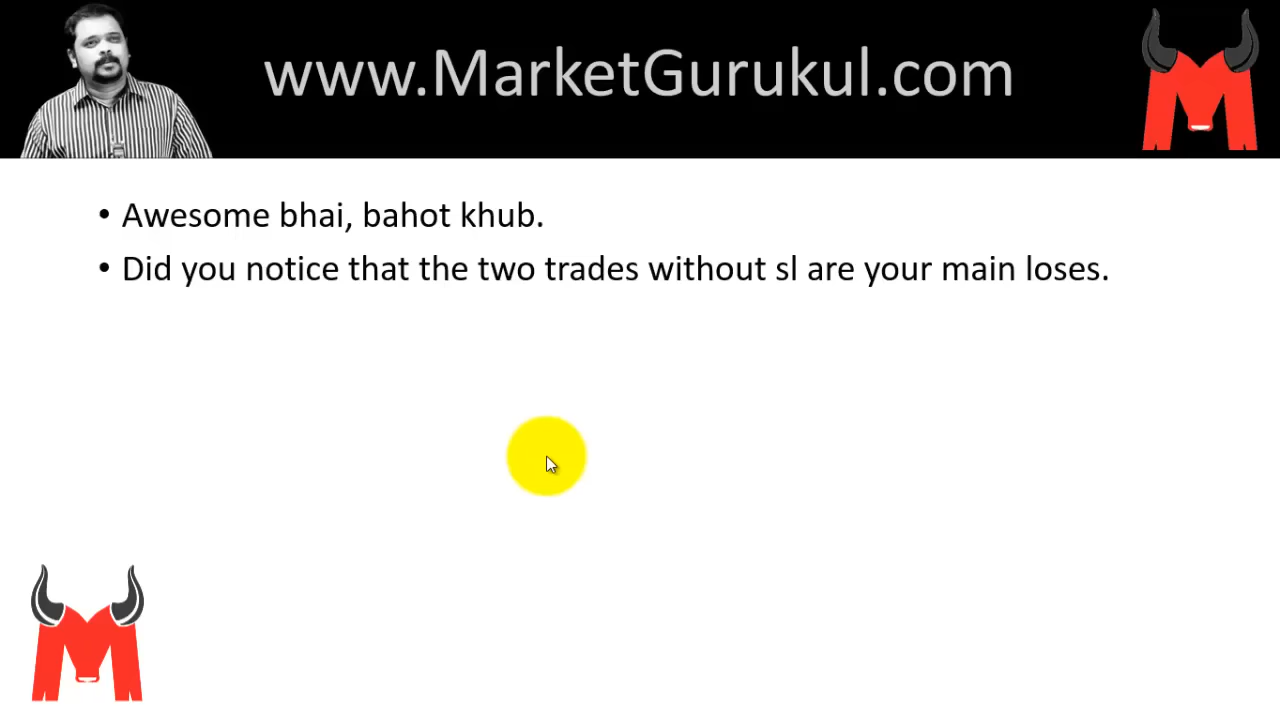 www.MarketGurukul.com
• Awesome bhai, bahot khub.
• Did you notice that the two trades without sl are your main loses.